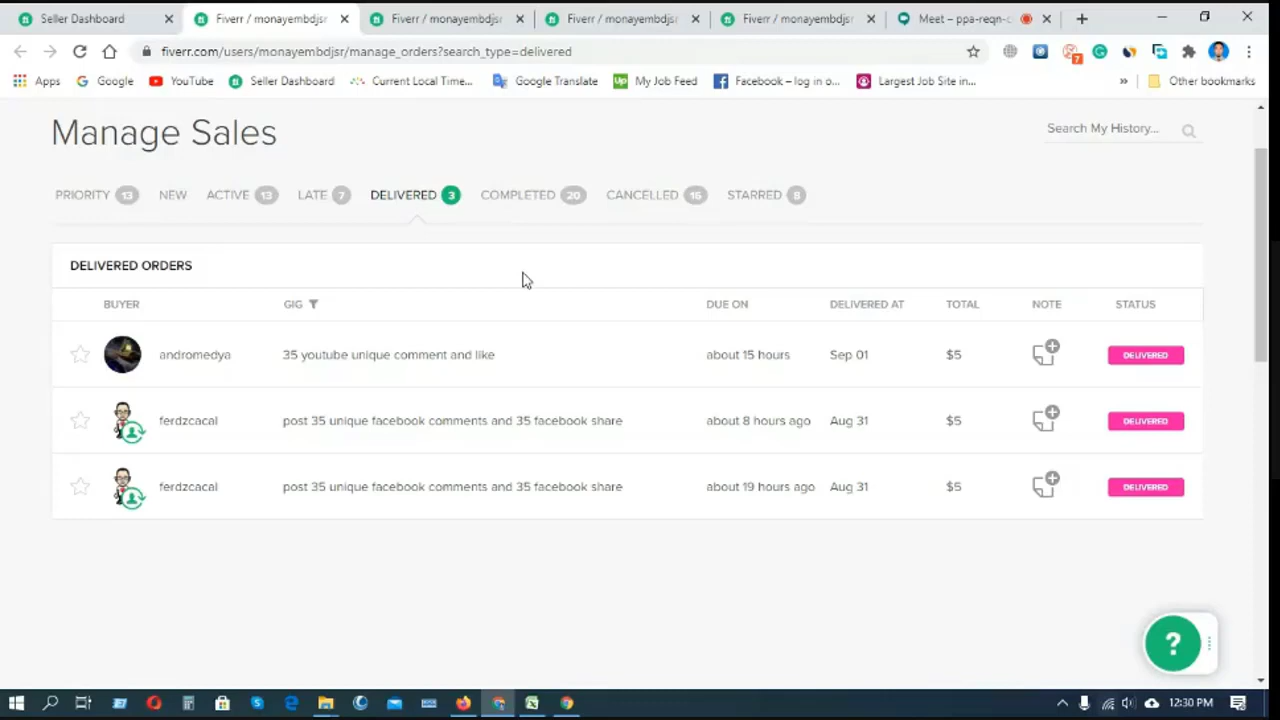 Seller Dashboard
Fiverr / monayembdjsr
Fiverr / monayembdjsr
Fiverr / monayembdjsr
Fiverr / monayembdjsr
Meet – ppa-reqn-c
fiverr.com/users/monayembdjsr/manage_orders?search_type=delivered
7
Apps
Google
YouTube
Seller Dashboard
Current Local Time...
Google Translate
Up
My Job Feed
Facebook – log in o...
Largest Job Site in...
»
Other bookmarks
Manage Sales
Search My History...
PRIORITY 13
NEW
ACTIVE 13
LATE 7
DELIVERED 3
COMPLETED 20
CANCELLED 16
STARRED 8
DELIVERED ORDERS
BUYER GIG DUE ON DELIVERED AT TOTAL NOTE STATUS
andromedya 35 youtube unique comment and like about 15 hours Sep 01 $5 DELIVERED
ferdzcacal post 35 unique facebook comments and 35 facebook share about 8 hours ago Aug 31 $5 DELIVERED
ferdzcacal post 35 unique facebook comments and 35 facebook share about 19 hours ago Aug 31 $5 DELIVERED
?
12:30 PM